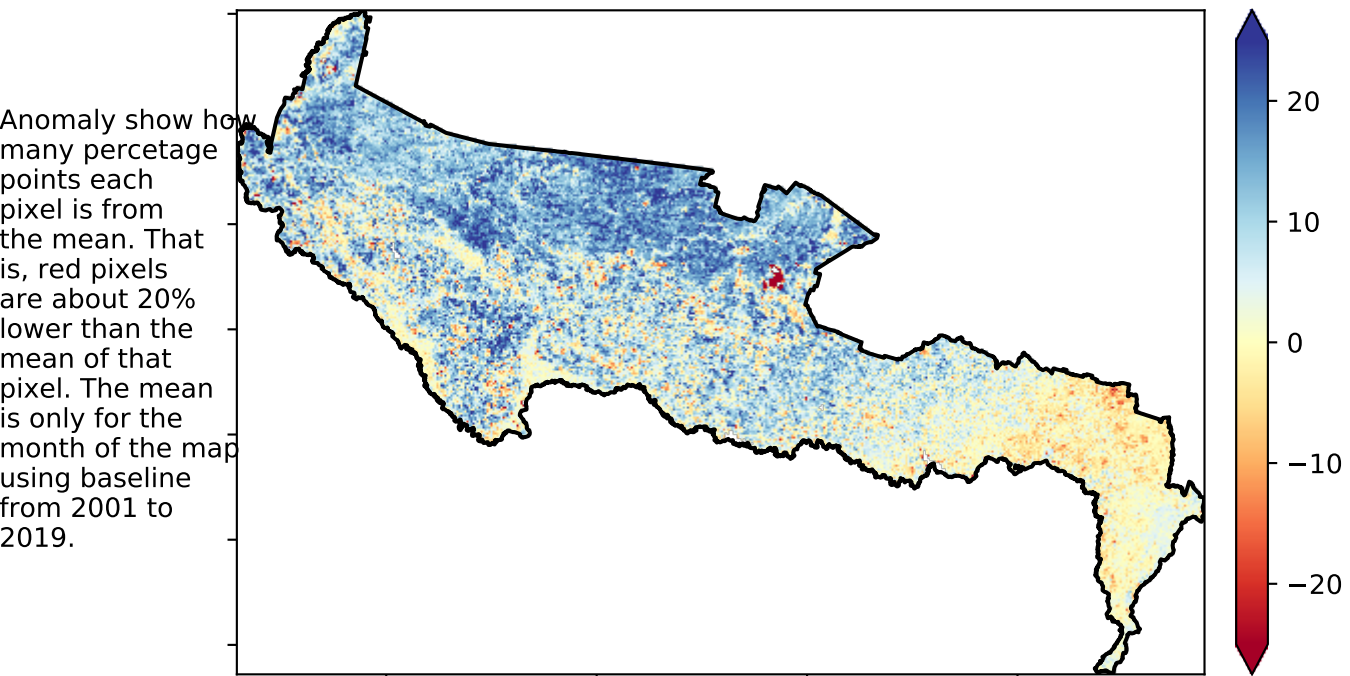 Anomaly show how
many percetage
points each
pixel is from
the mean. That
is, red pixels
are about 20%
lower than the
mean of that
pixel. The mean
is only for the
month of the map
using baseline
from 2001 to
2019.
20
10
0
−10
−20